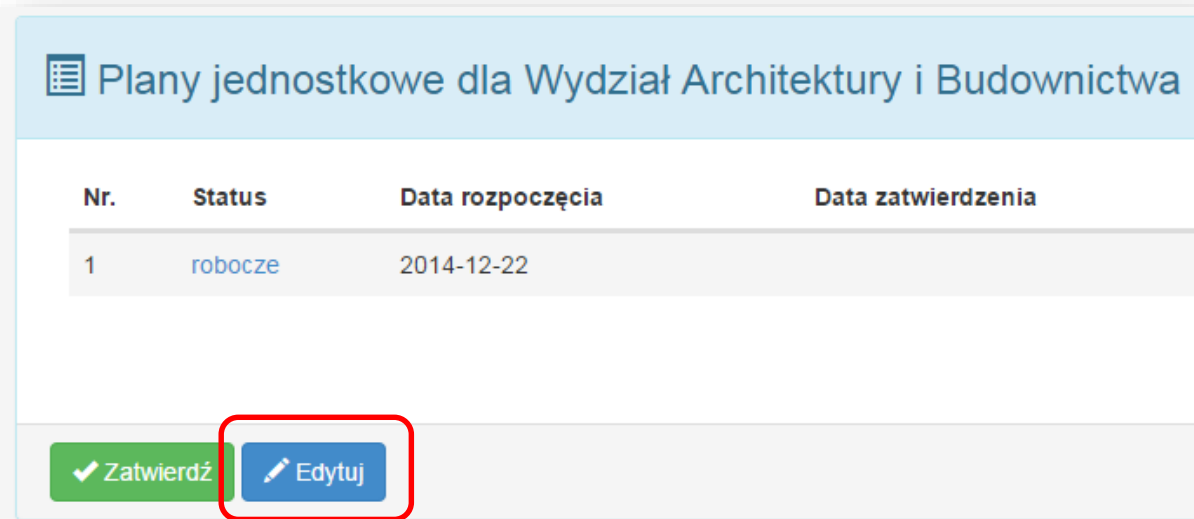 Plany jednostkowe dla Wydział Architektury i Budownictwa
Nr. Status Data rozpoczęcia Data zatwierdzenia
1 robocze 2014-12-22
Zatwierdź Edytuj